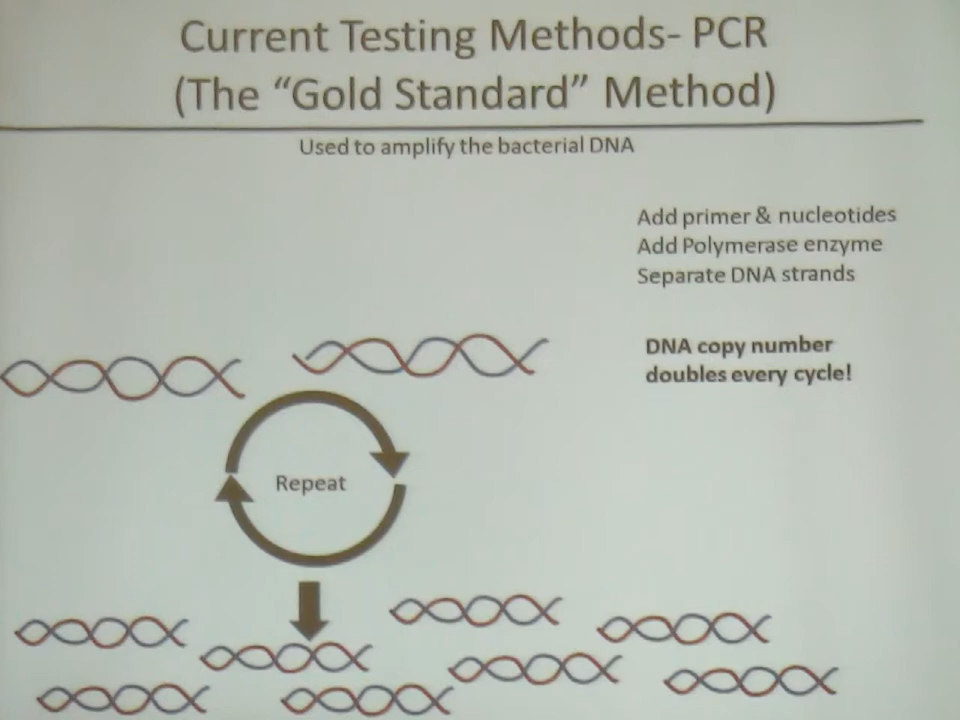 Current Testing Methods- PCR
(The “Gold Standard” Method)
Used to amplify the bacterial DNA
Add primer & nucleotides
Add Polymerase enzyme
Separate DNA strands
DNA copy number
doubles every cycle!
Repeat